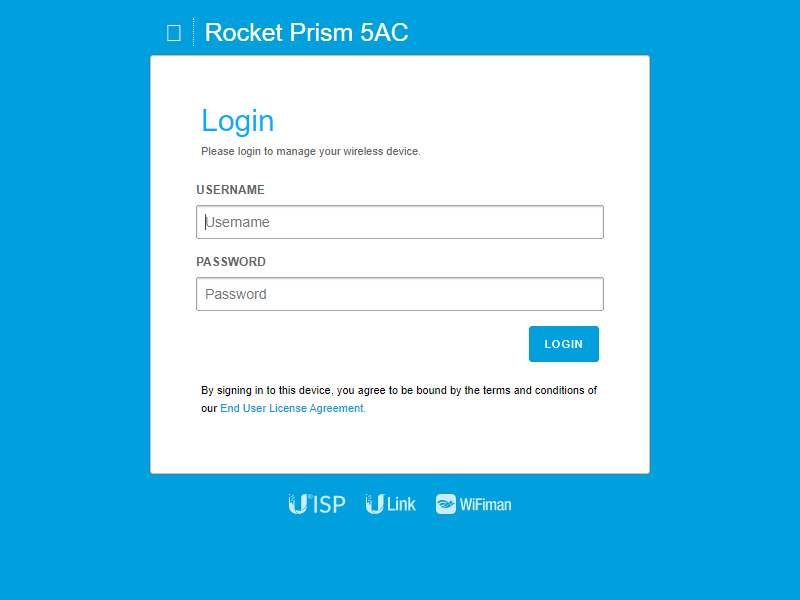 Rocket Prism 5AC
Login
Please login to manage your wireless device.
USERNAME
Username
PASSWORD
Password
LOGIN
By signing in to this device, you agree to be bound by the terms and conditions of
our End User License Agreement.
UISP ULink WiFiman